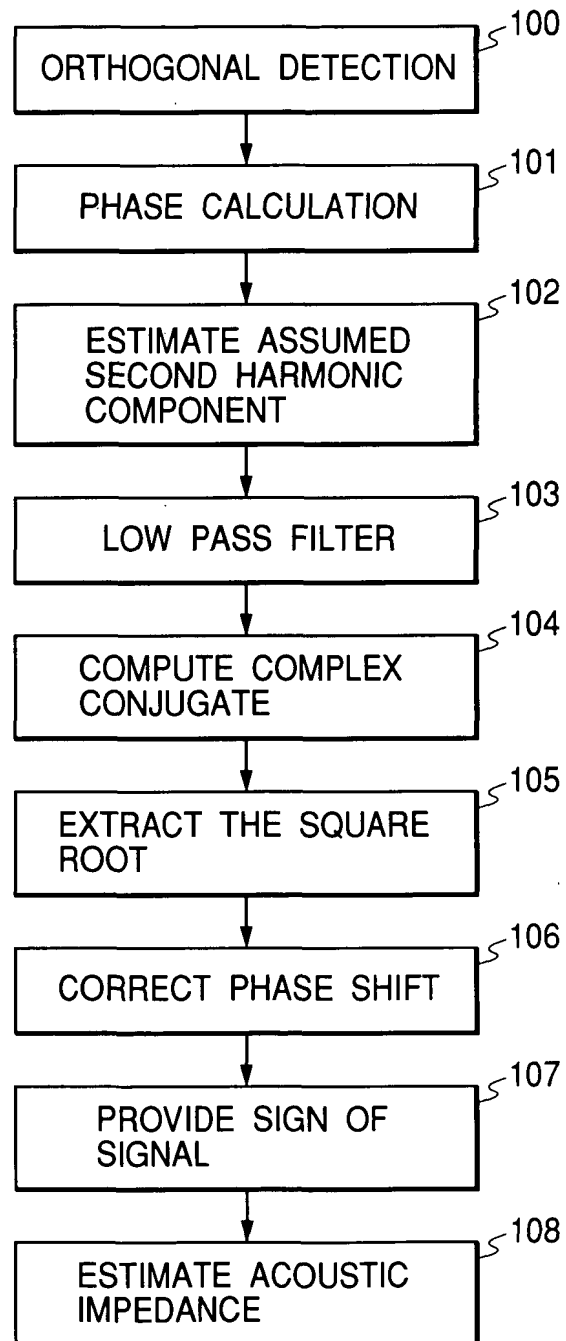 100
ORTHOGONAL DETECTION
101
PHASE CALCULATION
102
ESTIMATE ASSUMED
SECOND HARMONIC
COMPONENT
103
LOW PASS FILTER
104
COMPUTE COMPLEX
CONJUGATE
105
EXTRACT THE SQUARE
ROOT
106
CORRECT PHASE SHIFT
107
PROVIDE SIGN OF
SIGNAL
108
ESTIMATE ACOUSTIC
IMPEDANCE